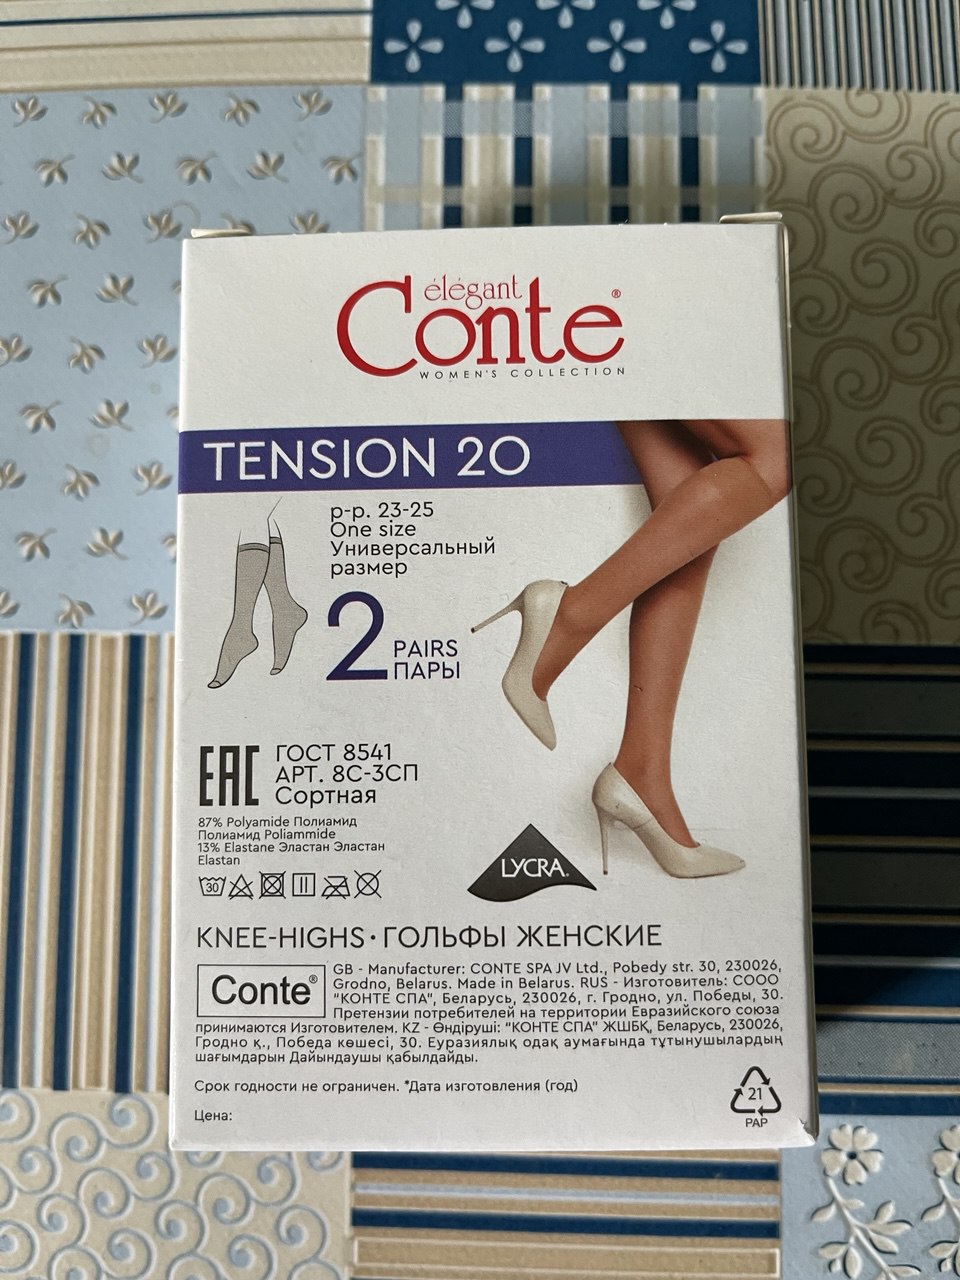 élégant
Conte®
WOMEN'S COLLECTION
TENSION 20
р-р. 23-25
One size
Универсальный
размер
2 PAIRS
ПАРЫ
EAC
ГОСТ 8541
АРТ. 8С-3СП
Сортная
87% Polyamide Полиамид
Полиамид Poliammide
13% Elastane Эластан Эластан
Elastan
30
LYCRA®
KNEE-HIGHS · ГОЛЬФЫ ЖЕНСКИЕ
Conte®
GB - Manufacturer: CONTE SPA JV Ltd., Pobedy str. 30, 230026,
Grodno, Belarus. Made in Belarus. RUS - Изготовитель: СООО
"КОНТЕ СПА", Беларусь, 230026, г. Гродно, ул. Победы, 30.
Претензии потребителей на территории Евразийского союза
принимаются Изготовителем. KZ - Өндіруші: "КОНТЕ СПА" ЖШБҚ, Беларусь, 230026,
Гродно қ., Победа көшесі, 30. Еуразиялық одақ аумағында тұтынушылардың
шағымдарын Дайындаушы қабылдайды.
Срок годности не ограничен. *Дата изготовления (год)
Цена:
21
PAP